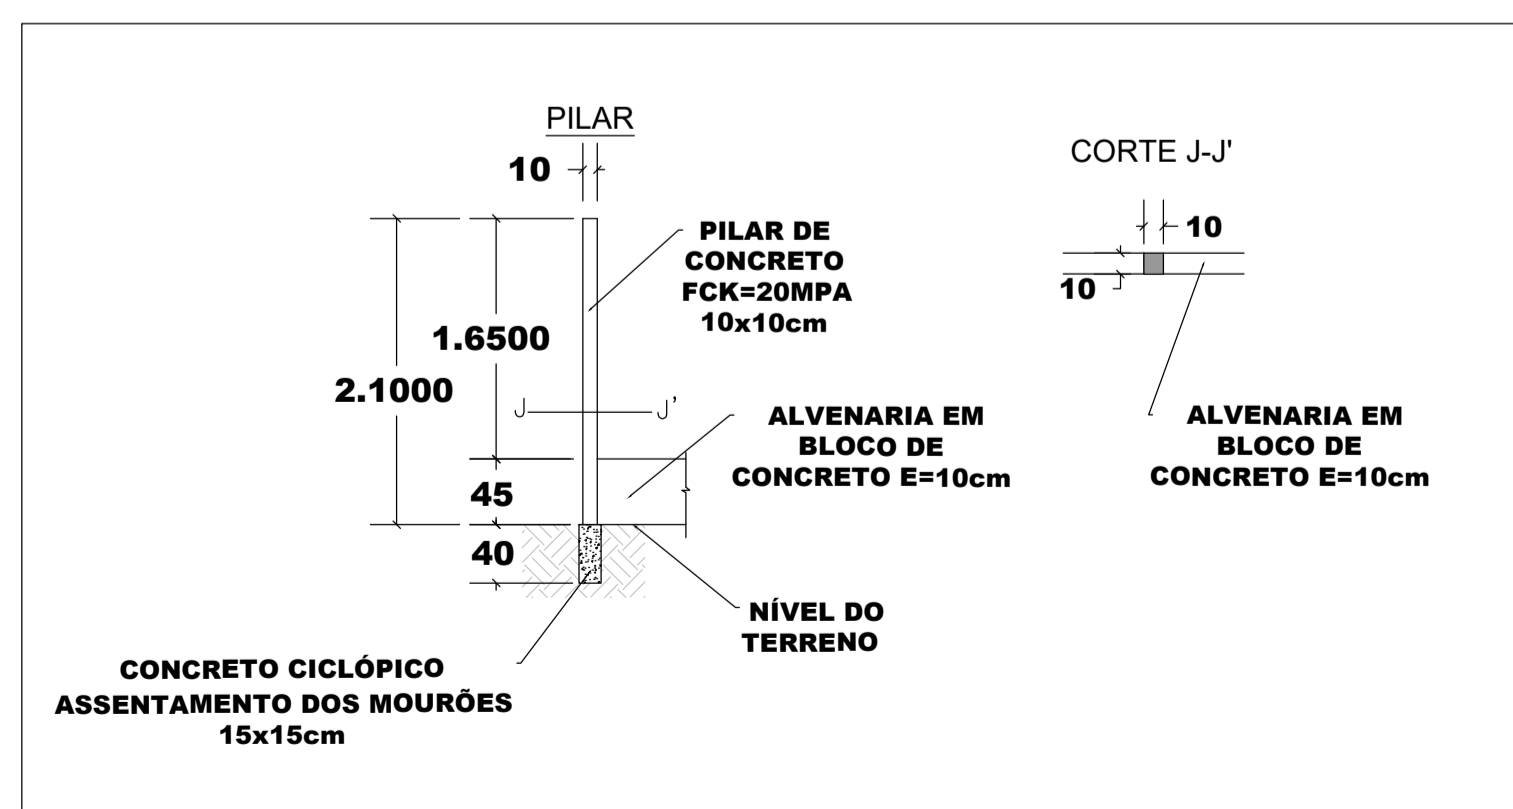 PILAR
10
PILAR DE
CONCRETO
FCK=20MPA
10x10cm
1.6500
2.1000
J
J'
ALVENARIA EM
BLOCO DE
CONCRETO E=10cm
45
40
NÍVEL DO
TERRENO
CONCRETO CICLÓPICO
ASSENTAMENTO DOS MOURÕES
15x15cm
CORTE J-J'
10
10
ALVENARIA EM
BLOCO DE
CONCRETO E=10cm